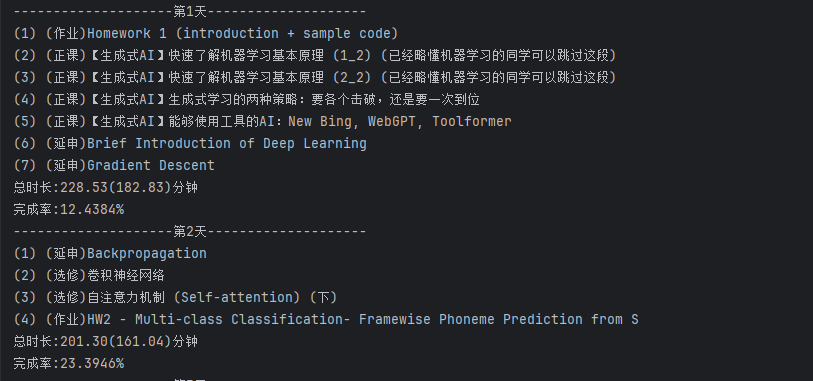 -------------------第1天-------------------
(1) (作业)Homework 1 (introduction + sample code)
(2) (正课)【生成式AI】快速了解机器学习基本原理 (1_2) (已经略懂机器学习的同学可以跳过这段)
(3) (正课)【生成式AI】快速了解机器学习基本原理 (2_2) (已经略懂机器学习的同学可以跳过这段)
(4) (正课)【生成式AI】生成式学习的两种策略：要各个击破，还是要一次到位
(5) (正课)【生成式AI】能够使用工具的AI：New Bing, WebGPT, Toolformer
(6) (延申)Brief Introduction of Deep Learning
(7) (延申)Gradient Descent
总时长:228.53(182.83)分钟
完成率:12.4384%
-------------------第2天-------------------
(1) (延申)Backpropagation
(2) (选修)卷积神经网络
(3) (选修)自注意力机制 (Self-attention) (下)
(4) (作业)HW2 - Multi-class Classification- Framewise Phoneme Prediction from S
总时长:201.30(161.04)分钟
完成率:23.3946%